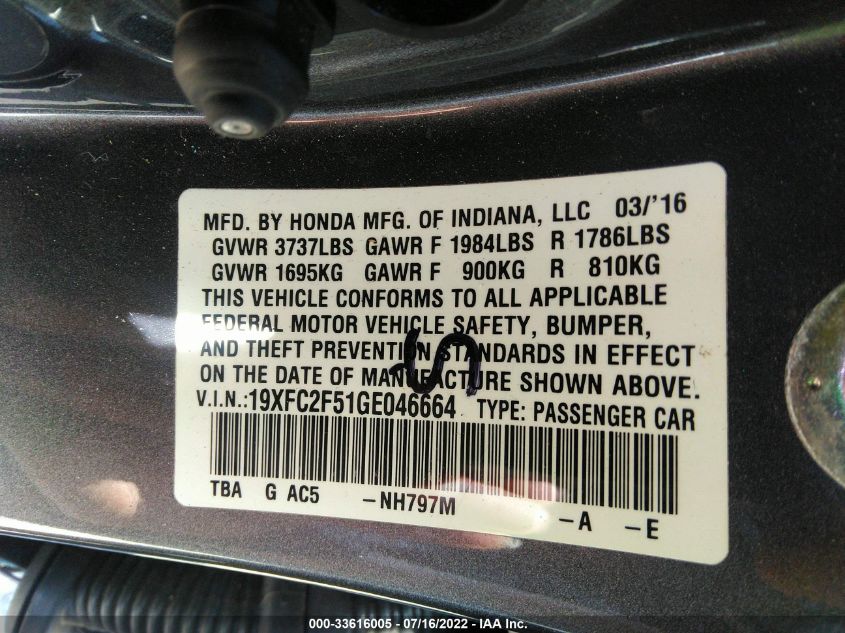 MFD. BY HONDA MFG. OF INDIANA, LLC 03/'16
GVWR 3737LBS GAWR F 1984LBS R 1786LBS
GVWR 1695KG GAWR F 900KG R 810KG
THIS VEHICLE CONFORMS TO ALL APPLICABLE
FEDERAL MOTOR VEHICLE SAFETY, BUMPER,
AND THEFT PREVENTION STANDARDS IN EFFECT
ON THE DATE OF MANUFACTURE SHOWN ABOVE.
V.I.N.:19XFC2F51GE046664 TYPE: PASSENGER CAR
TBA G AC5 -NH797M -A -E
000-33616005 - 07/16/2022 - IAA Inc.